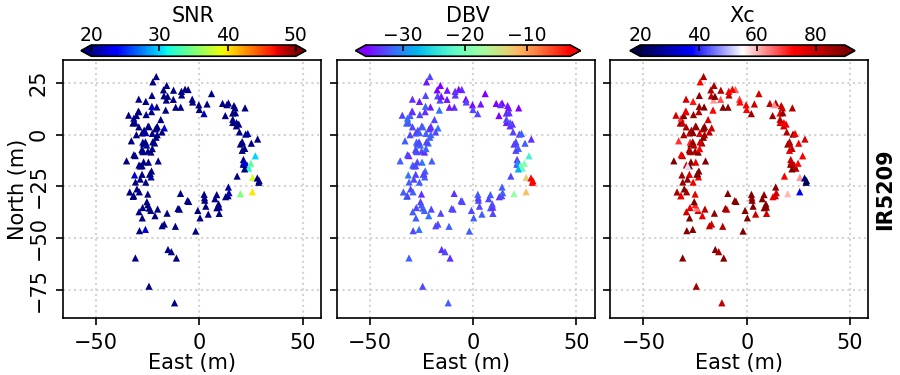 SNR
DBV
Xc
20 30 40 50
−30 −20 −10
20 40 60 80
North (m)
25
0
−25
−50
−75
IR5209
−50 0 50
−50 0 50
−50 0 50
East (m)
East (m)
East (m)